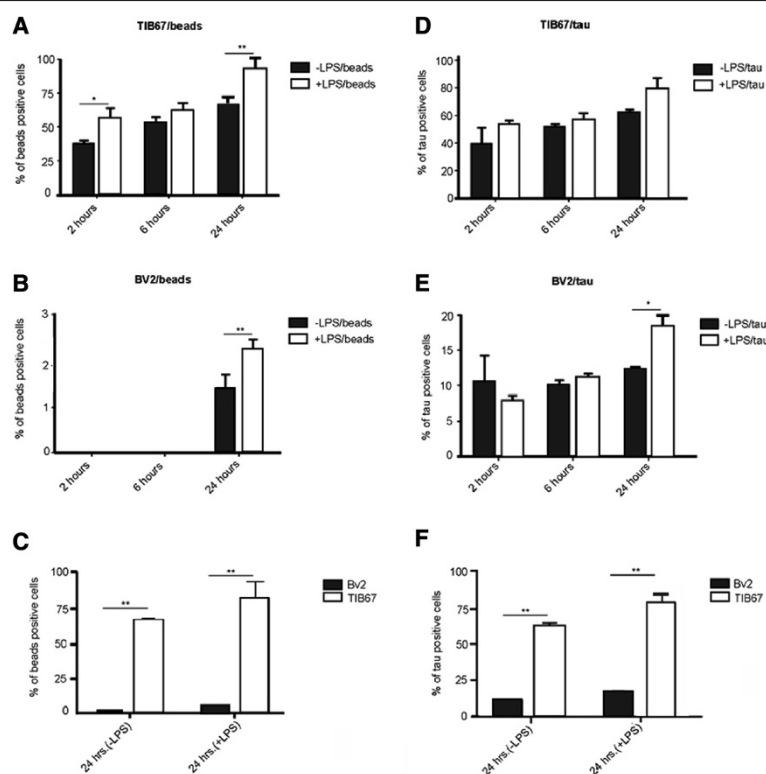 A
TIB67/beads
% of beads positive cells
100
75
50
25
0
*
**
-LPS/beads
+LPS/beads
2 hours
6 hours
24 hours
D
TIB67/tau
% of tau positive cells
100
80
60
40
20
0
-LPS/tau
+LPS/tau
2 hours
6 hours
24 hours
B
BV2/beads
% of beads positive cells
3
2
1
0
**
-LPS/beads
+LPS/beads
2 hours
6 hours
24 hours
E
BV2/tau
% of tau positive cells
20
15
10
5
0
*
-LPS/tau
+LPS/tau
2 hours
6 hours
24 hours
C
% of beads positive cells
100
75
50
25
0
**
**
Bv2
TIB67
24 hrs.(-LPS)
24 hrs.(+LPS)
F
% of tau positive cells
100
75
50
25
0
**
**
Bv2
TIB67
24 hrs.(-LPS)
24 hrs.(+LPS)